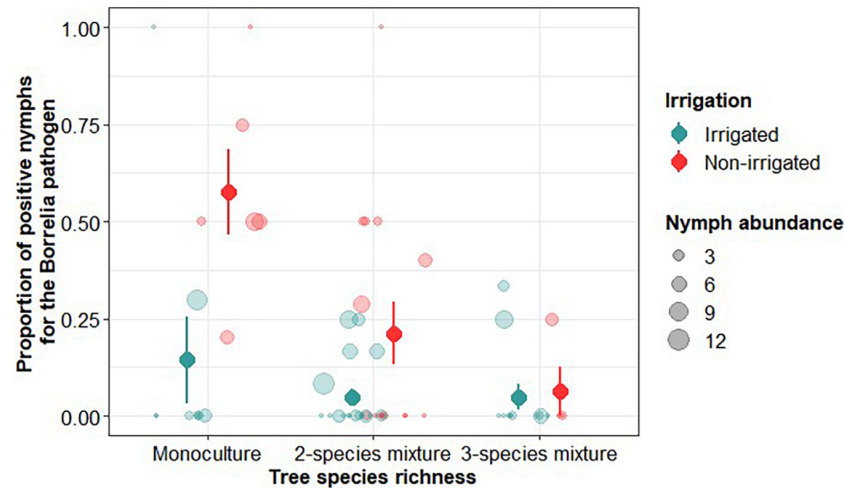 1.00
0.75
0.50
0.25
0.00
Proportion of positive nymphs
for the Borrelia pathogen
Monoculture
2-species mixture
3-species mixture
Tree species richness
Irrigation
Irrigated
Non-irrigated
Nymph abundance
3
6
9
12